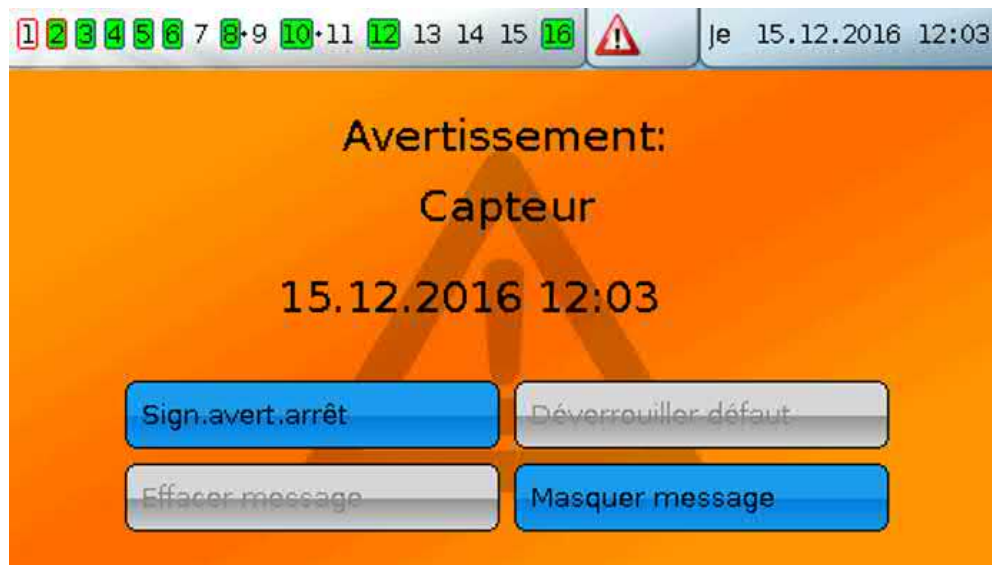 1 2 3 4 5 6 7 8·9 10·11 12 13 14 15 16 Je 15.12.2016 12:03
Avertissement:
Capteur
15.12.2016 12:03
Sign.avert.arrêt Déverrouiller défaut
Effacer message Masquer message